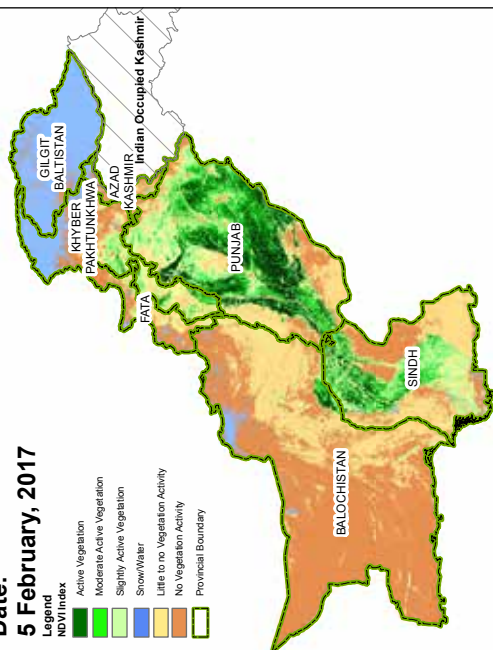 Date:
5 February, 2017
Legend
NDVI Index
Active Vegetation
Moderate Active Vegetation
Slightly Active Vegetation
Snow/Water
Little to no Vegetation Activity
No Vegetation Activity
Provincial Boundary
GILGIT
BALTISTAN
KHYBER
PAKHTUNKHWA
AZAD
KASHMIR
Indian Occupied Kashmir
FATA
PUNJAB
BALOCHISTAN
SINDH